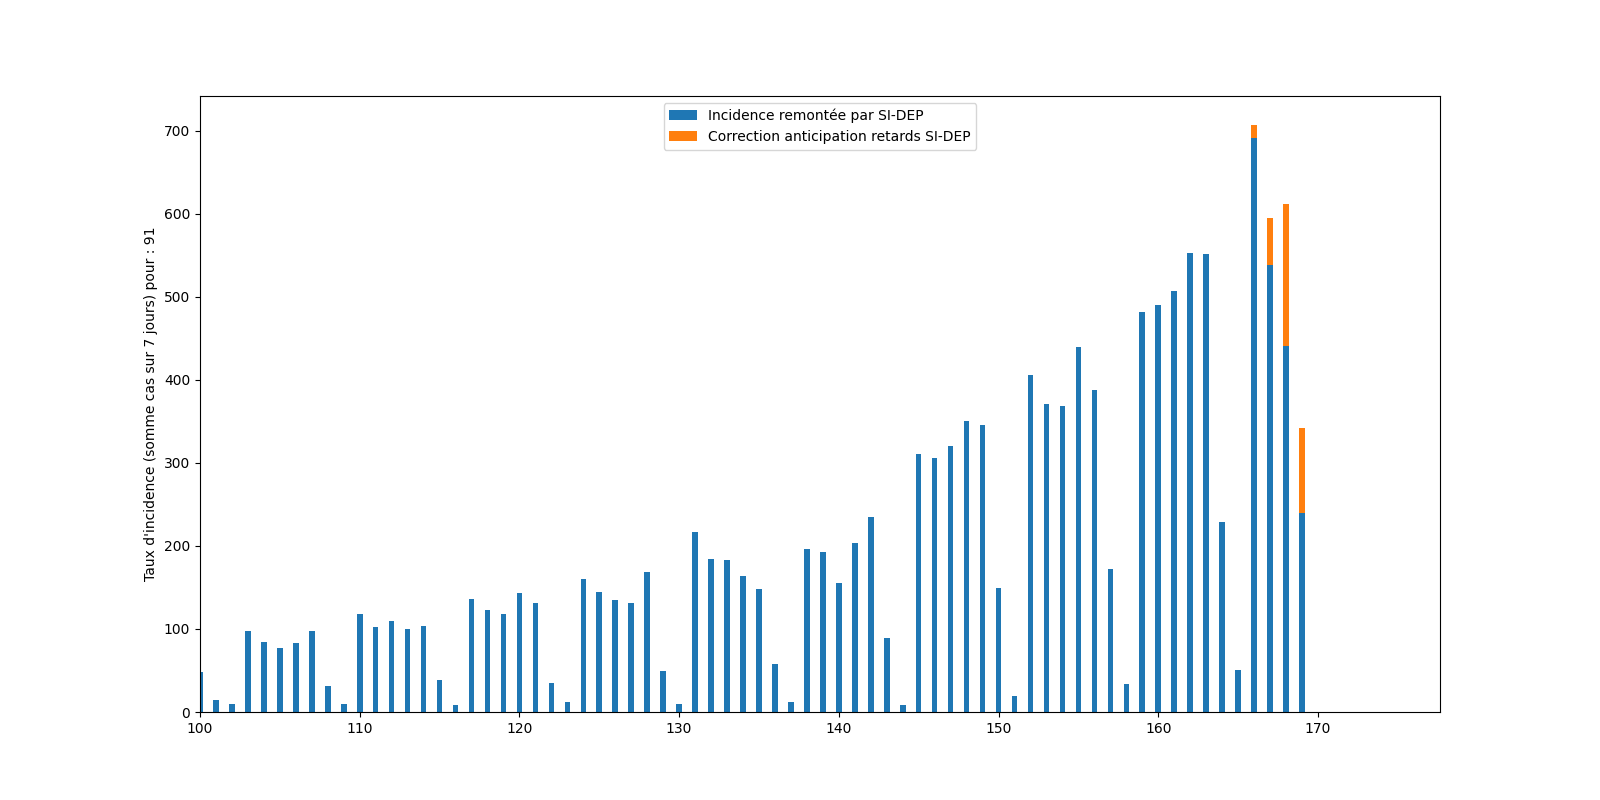 Incidence remontée par SI-DEP
Correction anticipation retards SI-DEP
Taux d'incidence (somme cas sur 7 jours) pour : 91
700
600
500
400
300
200
100
0
100 110 120 130 140 150 160 170